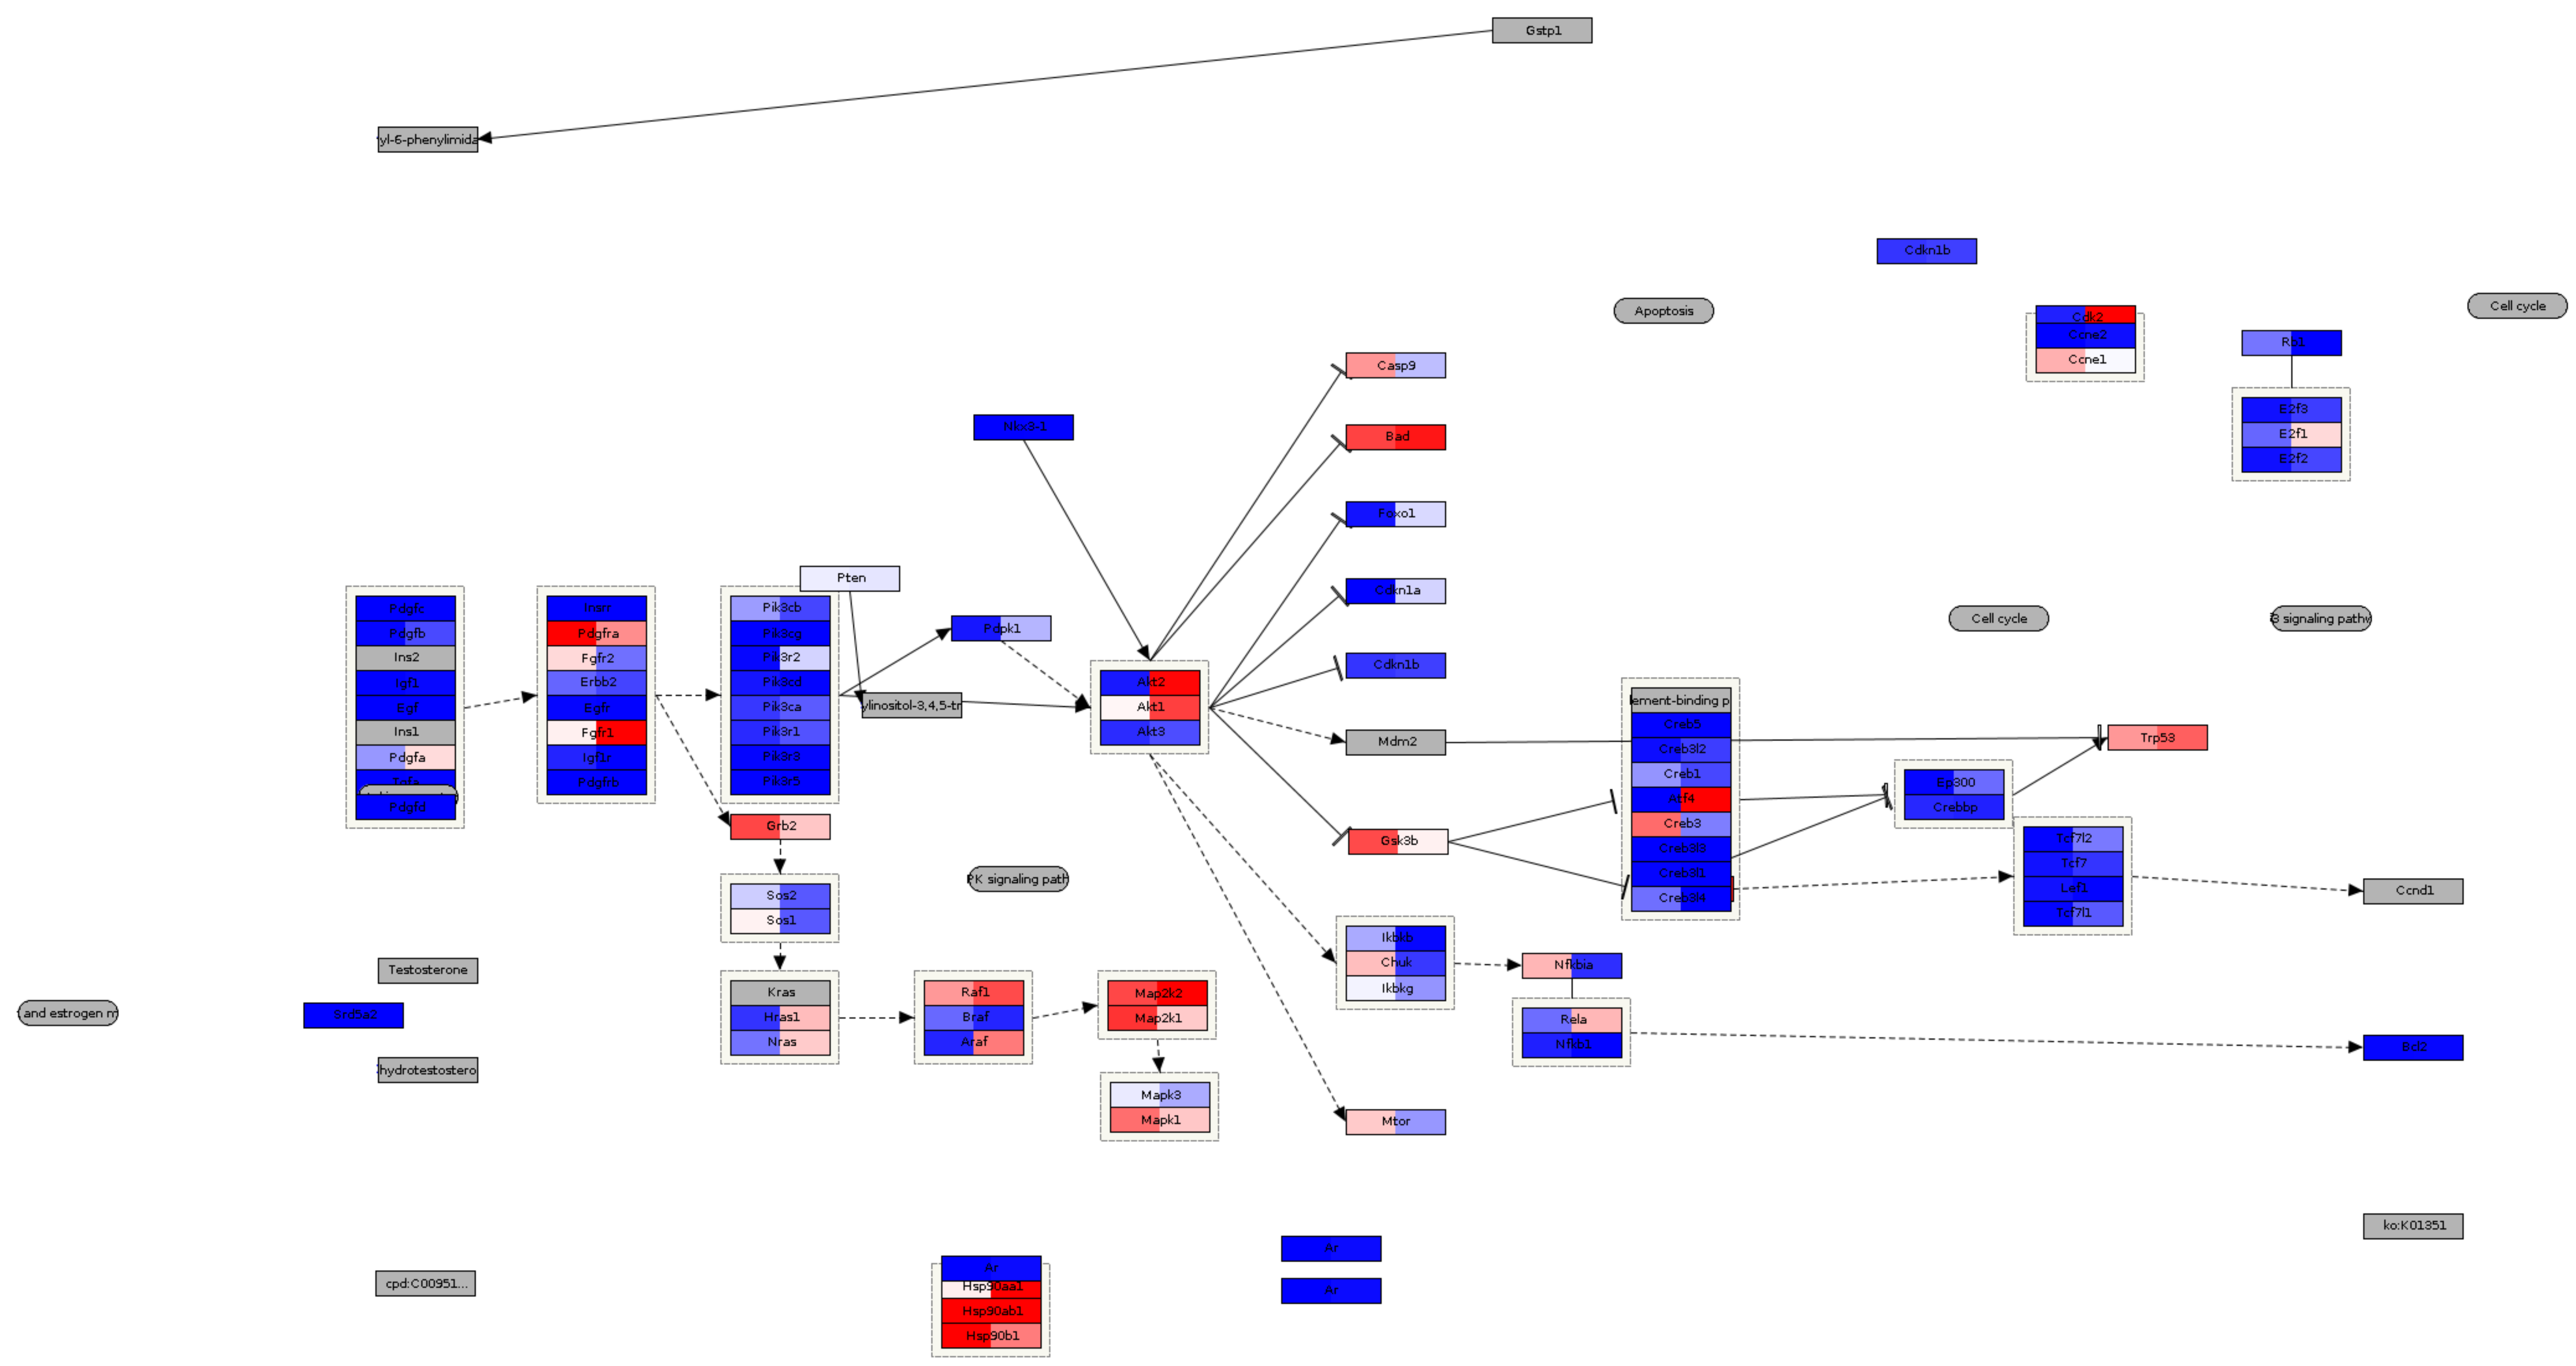 Gstp1
yl-6-phenylimida
Cdkn1b
Apoptosis
Cell cycle
Cdk2
Ccne2
Ccne1
Rb1
E2f3
E2f1
E2f2
Casp9
Bad
Nkx3-1
Foxo1
Pten
Cdkn1a
Pdgfc
Pdgfb
Ins2
Igf1
Egf
Ins1
Pdgfa
Tgfa
Pdgfd
Insrr
Pdgfra
Fgfr2
Erbb2
Egfr
Fgfr1
Igf1r
Pdgfrb
Pik3cb
Pik3cg
Pik3r2
Pik3cd
Pik3ca
Pik3r1
Pik3r3
Pik3r5
Pdpk1
ylinositol-3,4,5-tr
Akt2
Akt1
Akt3
Cdkn1b
Mdm2
Gsk3b
Cell cycle
3 signaling pathw
lement-binding p
Creb5
Creb3l2
Creb1
Atf4
Creb3
Creb3l3
Creb3l1
Creb3l4
Trp53
Ep300
Crebbp
Tcf7l2
Tcf7
Lef1
Tcf7l1
Ccnd1
Grb2
PK signaling path
Sos2
Sos1
Testosterone
and estrogen m
Srd5a2
hydrotestostero
Kras
Hras1
Nras
Raf1
Braf
Araf
Map2k2
Map2k1
Mapk3
Mapk1
Ikbkb
Chuk
Ikbkg
Nfkbia
Rela
Nfkb1
Bcl2
Mtor
ko:K01351
cpd:C00951...
Ar
Hsp90aa1
Hsp90ab1
Hsp90b1
Ar
Ar